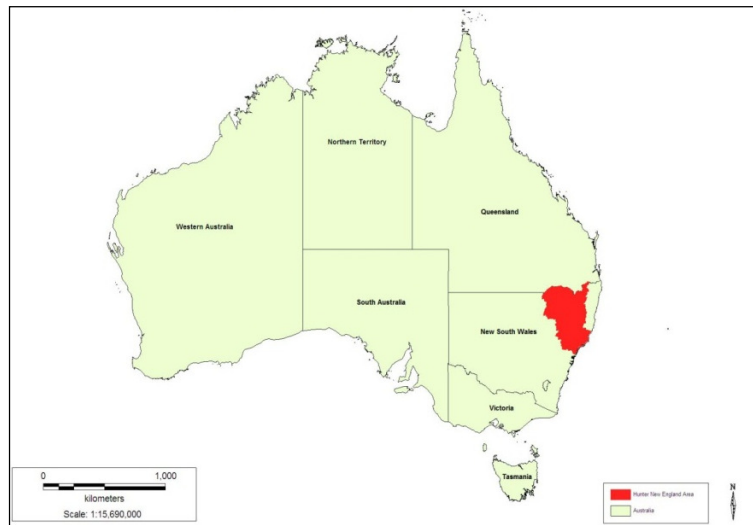 Northern Territory
Queensland
Western Australia
South Australia
New South Wales
Victoria
Tasmania
0 1,000
kilometers
Scale: 1:15,690,000
Hunter New England Area
Australia
N